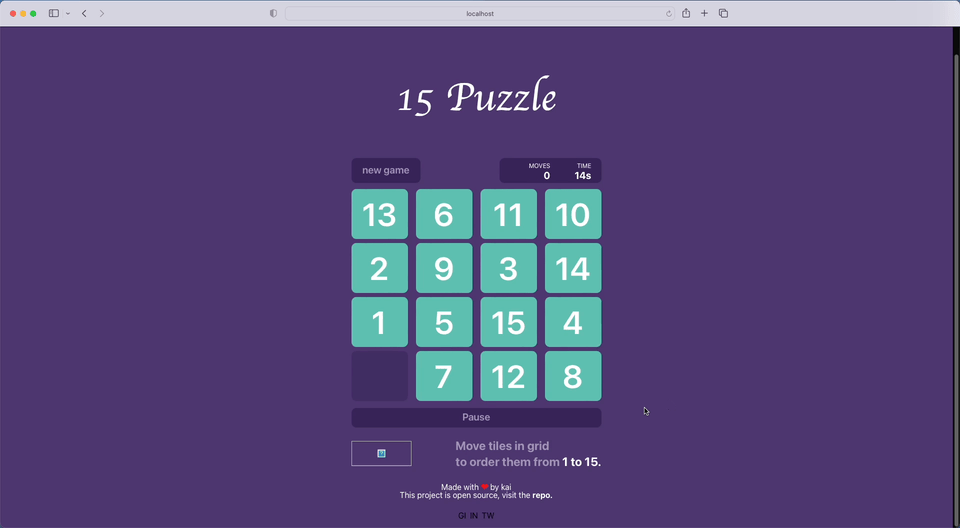 localhost
15 Puzzle
new game
MOVES TIME
0 14s
13 6 11 10
2 9 3 14
1 5 15 4
7 12 8
Pause
Move tiles in grid
to order them from 1 to 15.
Made with ❤️ by kai
This project is open source, visit the repo.
GI IN TW